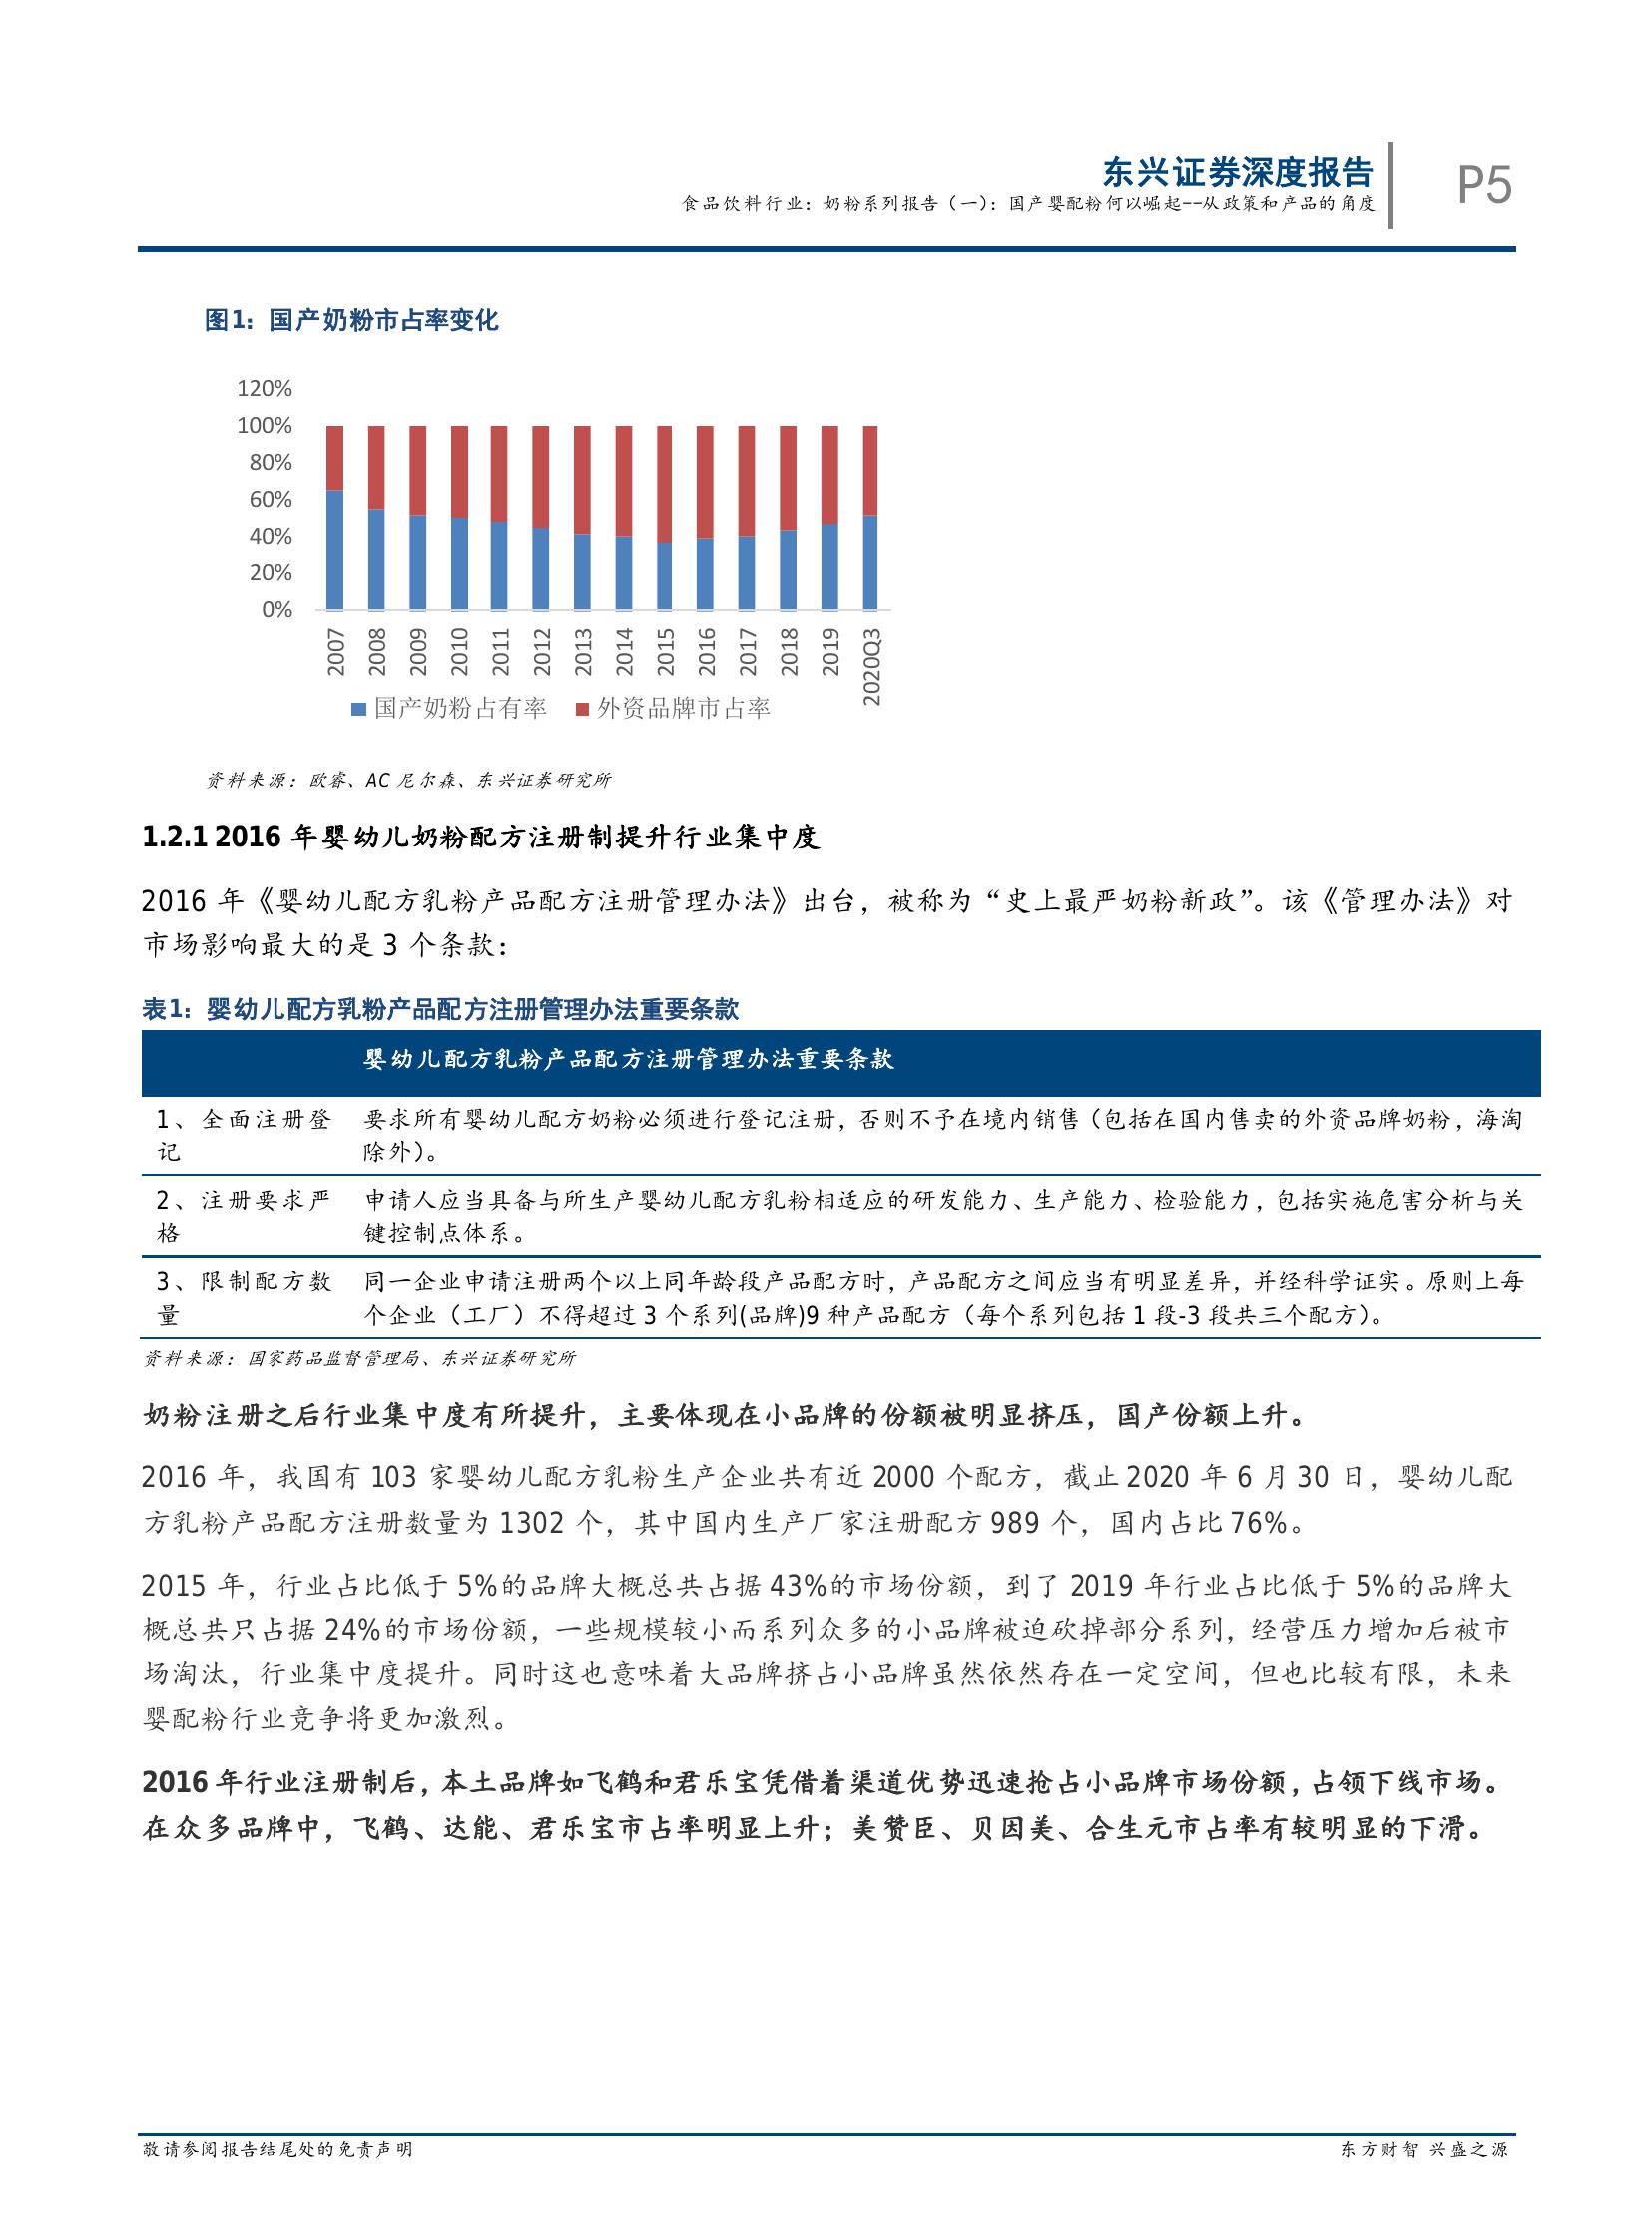 东兴证券深度报告
P5
食品饮料行业：奶粉系列报告（一）：国产婴配粉何以崛起--从政策和产品的角度
图1：国产奶粉市占率变化
120%
100%
80%
60%
40%
20%
0%
2007 2008 2009 2010 2011 2012 2013 2014 2015 2016 2017 2018 2019 2020Q3
国产奶粉占有率 外资品牌市占率
资料来源：欧睿、AC 尼尔森、东兴证券研究所
1.2.1 2016 年婴幼儿奶粉配方注册制提升行业集中度
2016 年《婴幼儿配方乳粉产品配方注册管理办法》出台，被称为“史上最严奶粉新政”。该《管理办法》对
市场影响最大的是 3 个条款：
表1：婴幼儿配方乳粉产品配方注册管理办法重要条款
婴幼儿配方乳粉产品配方注册管理办法重要条款
1、全面注册登
记
要求所有婴幼儿配方奶粉必须进行登记注册，否则不予在境内销售（包括在国内售卖的外资品牌奶粉，海淘
除外）。
2、注册要求严
格
申请人应当具备与所生产婴幼儿配方乳粉相适应的研发能力、生产能力、检验能力，包括实施危害分析与关
键控制点体系。
3、限制配方数
量
同一企业申请注册两个以上同年龄段产品配方时，产品配方之间应当有明显差异，并经科学证实。原则上每
个企业（工厂）不得超过 3 个系列(品牌)9 种产品配方（每个系列包括 1 段-3 段共三个配方）。
资料来源：国家药品监督管理局、东兴证券研究所
奶粉注册之后行业集中度有所提升，主要体现在小品牌的份额被明显挤压，国产份额上升。
2016 年，我国有 103 家婴幼儿配方乳粉生产企业共有近 2000 个配方，截止 2020 年 6 月 30 日，婴幼儿配
方乳粉产品配方注册数量为 1302 个，其中国内生产厂家注册配方 989 个，国内占比 76%。
2015 年，行业占比低于 5%的品牌大概总共占据 43%的市场份额，到了 2019 年行业占比低于 5%的品牌大
概总共只占据 24%的市场份额，一些规模较小而系列众多的小品牌被迫砍掉部分系列，经营压力增加后被市
场淘汰，行业集中度提升。同时这也意味着大品牌挤占小品牌虽然依然存在一定空间，但也比较有限，未来
婴配粉行业竞争将更加激烈。
2016 年行业注册制后，本土品牌如飞鹤和君乐宝凭借着渠道优势迅速抢占小品牌市场份额，占领下线市场。
在众多品牌中，飞鹤、达能、君乐宝市占率明显上升；美赞臣、贝因美、合生元市占率有较明显的下滑。
敬请参阅报告结尾处的免责声明
东方财智 兴盛之源